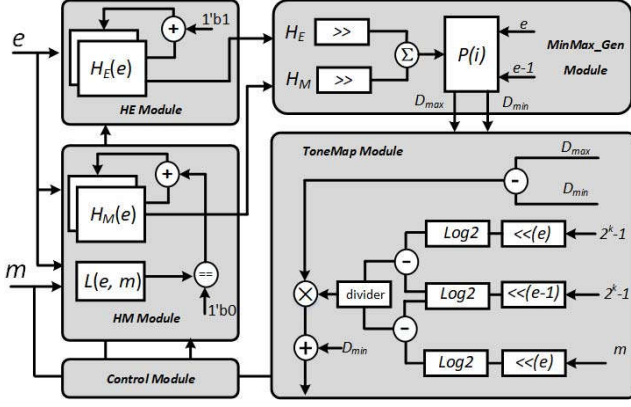 e
m
1'b1
H_E(e)
HE Module
H_M(e)
L(e, m)
==
1'b0
HM Module
Control Module
H_E
>>
H_M
>>
Σ
P(i)
e
e-1
MinMax_Gen
Module
D_max
D_min
ToneMap Module
D_max
D_min
-
Log2
<<(e)
2^k-1
-
divider
Log2
<<(e-1)
2^k-1
-
×
+
D_min
Log2
<<(e)
m
+
+